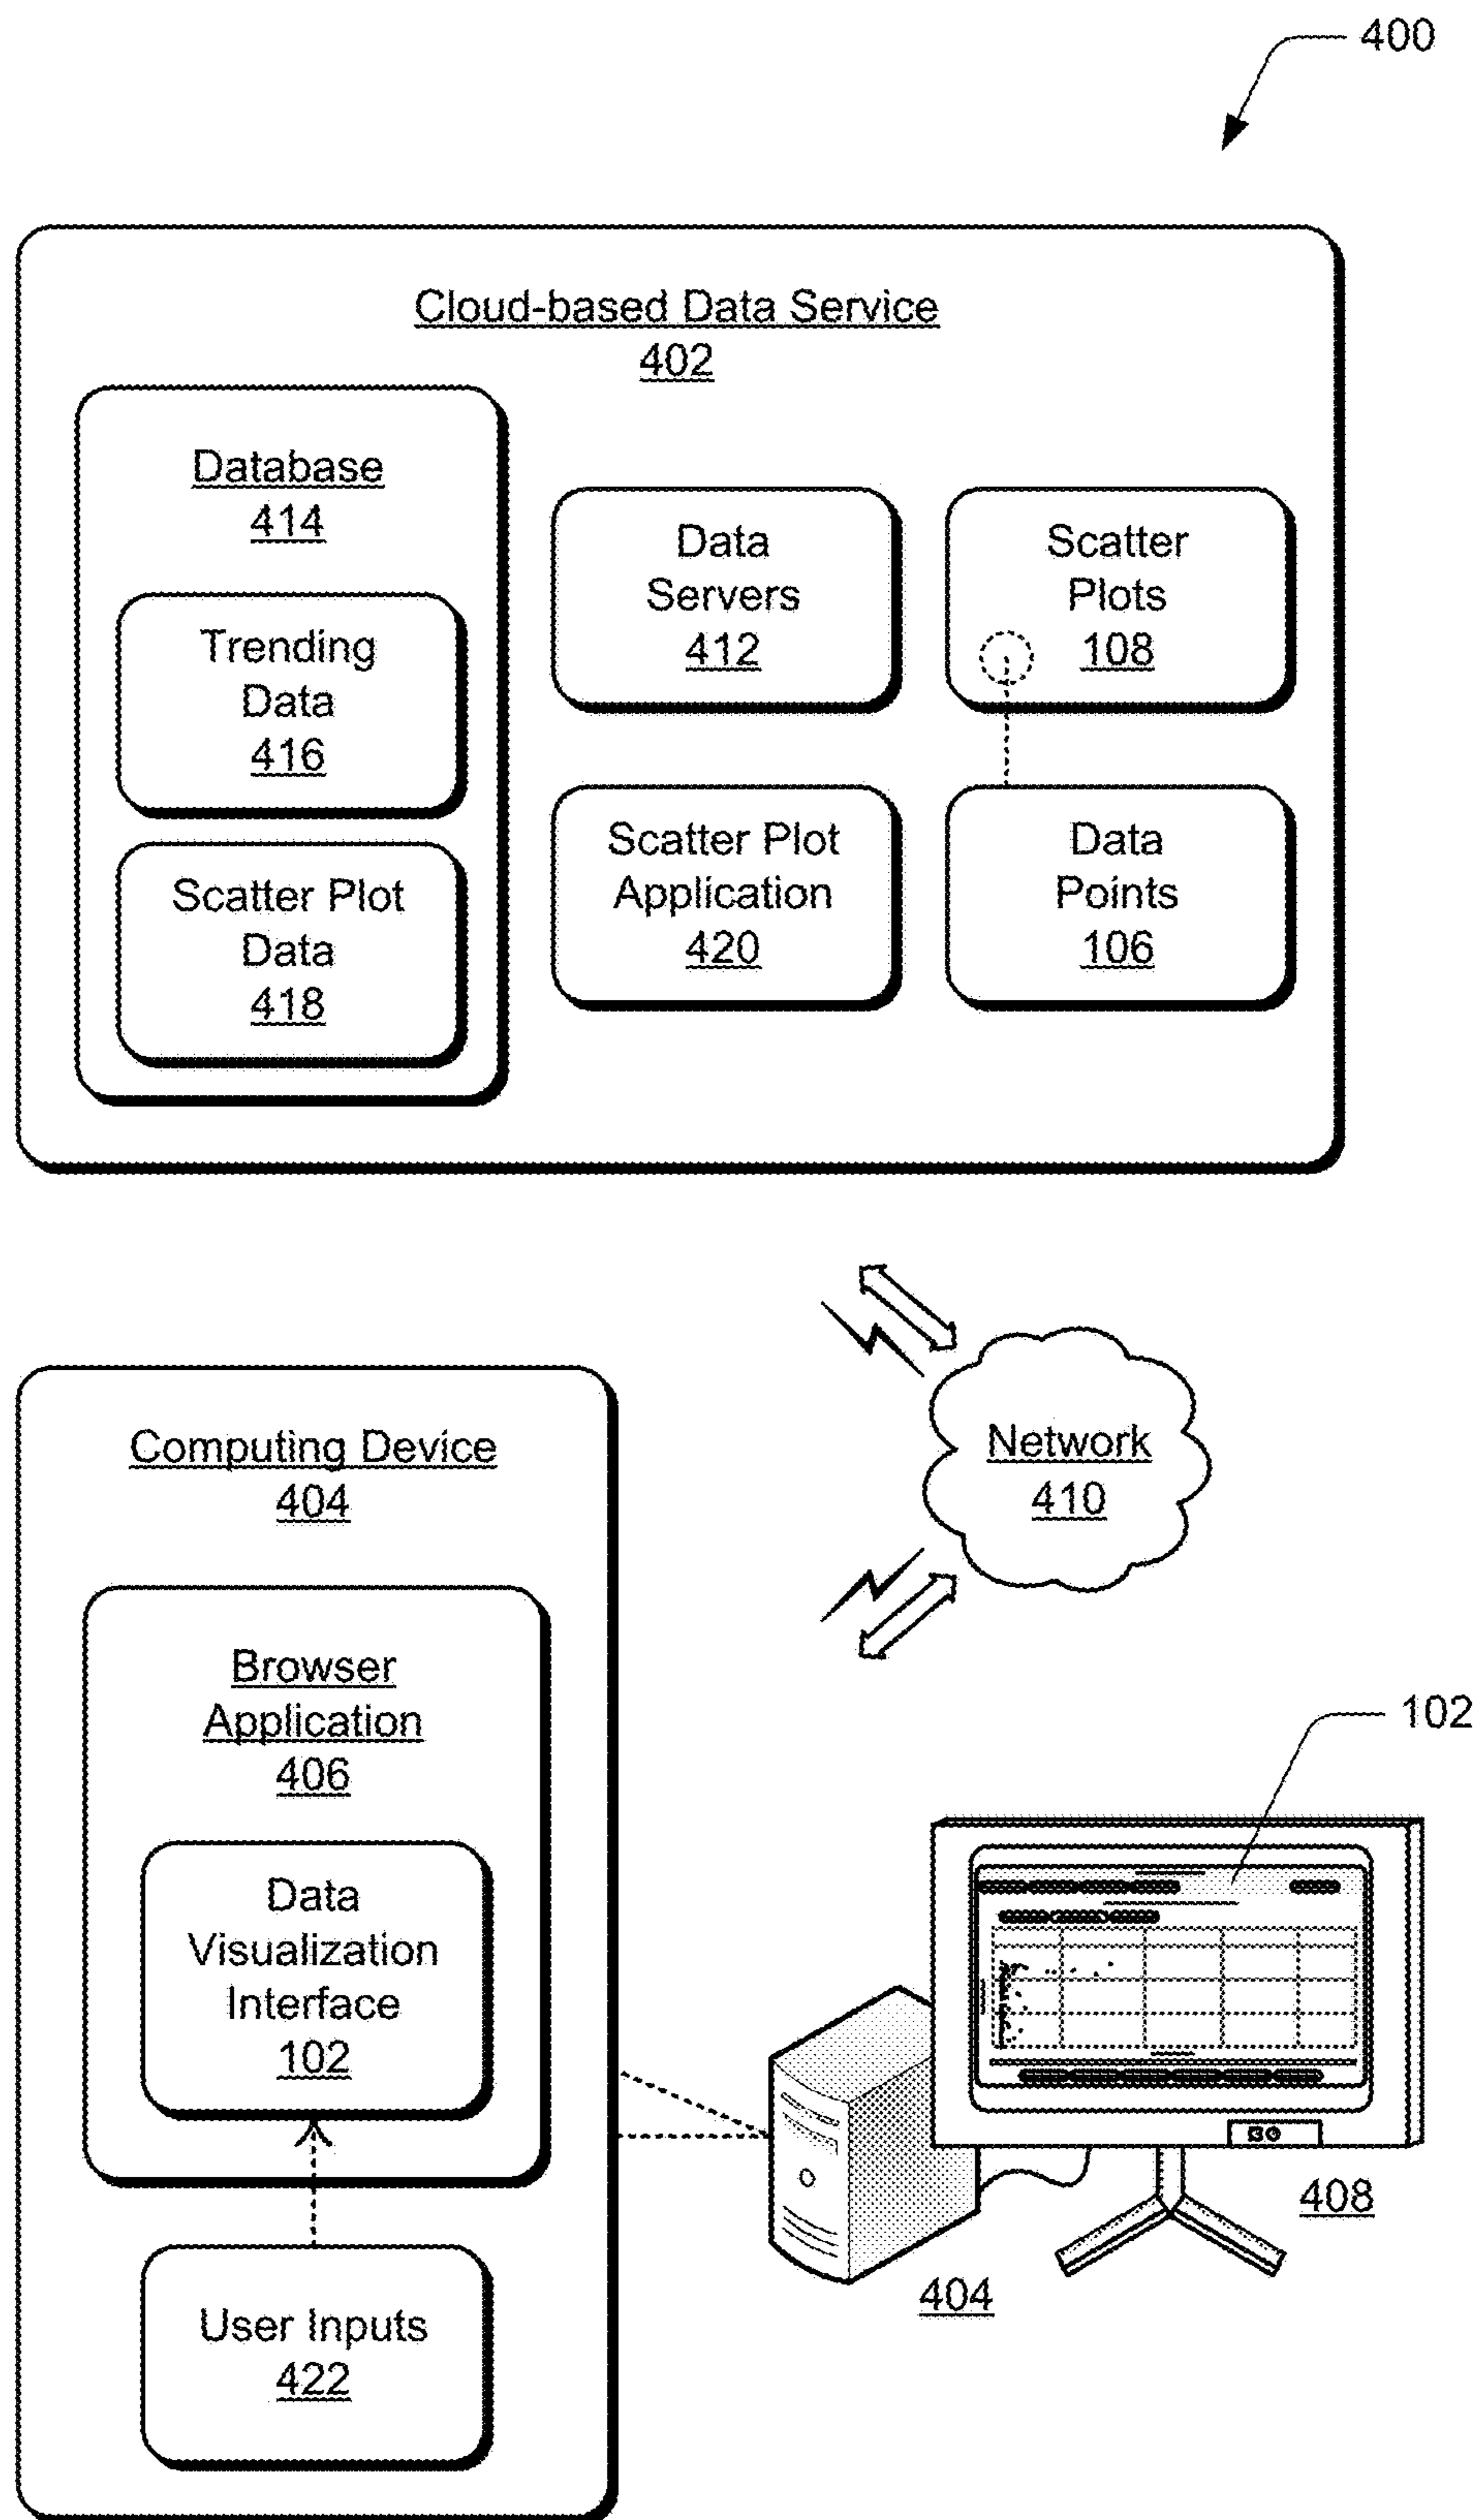 400
Cloud-based Data Service
402
Database
414
Trending
Data
416
Scatter Plot
Data
418
Data
Servers
412
Scatter
Plots
108
Scatter Plot
Application
420
Data
Points
106
Network
410
Computing Device
404
Browser
Application
406
Data
Visualization
Interface
102
User Inputs
422
102
408
404